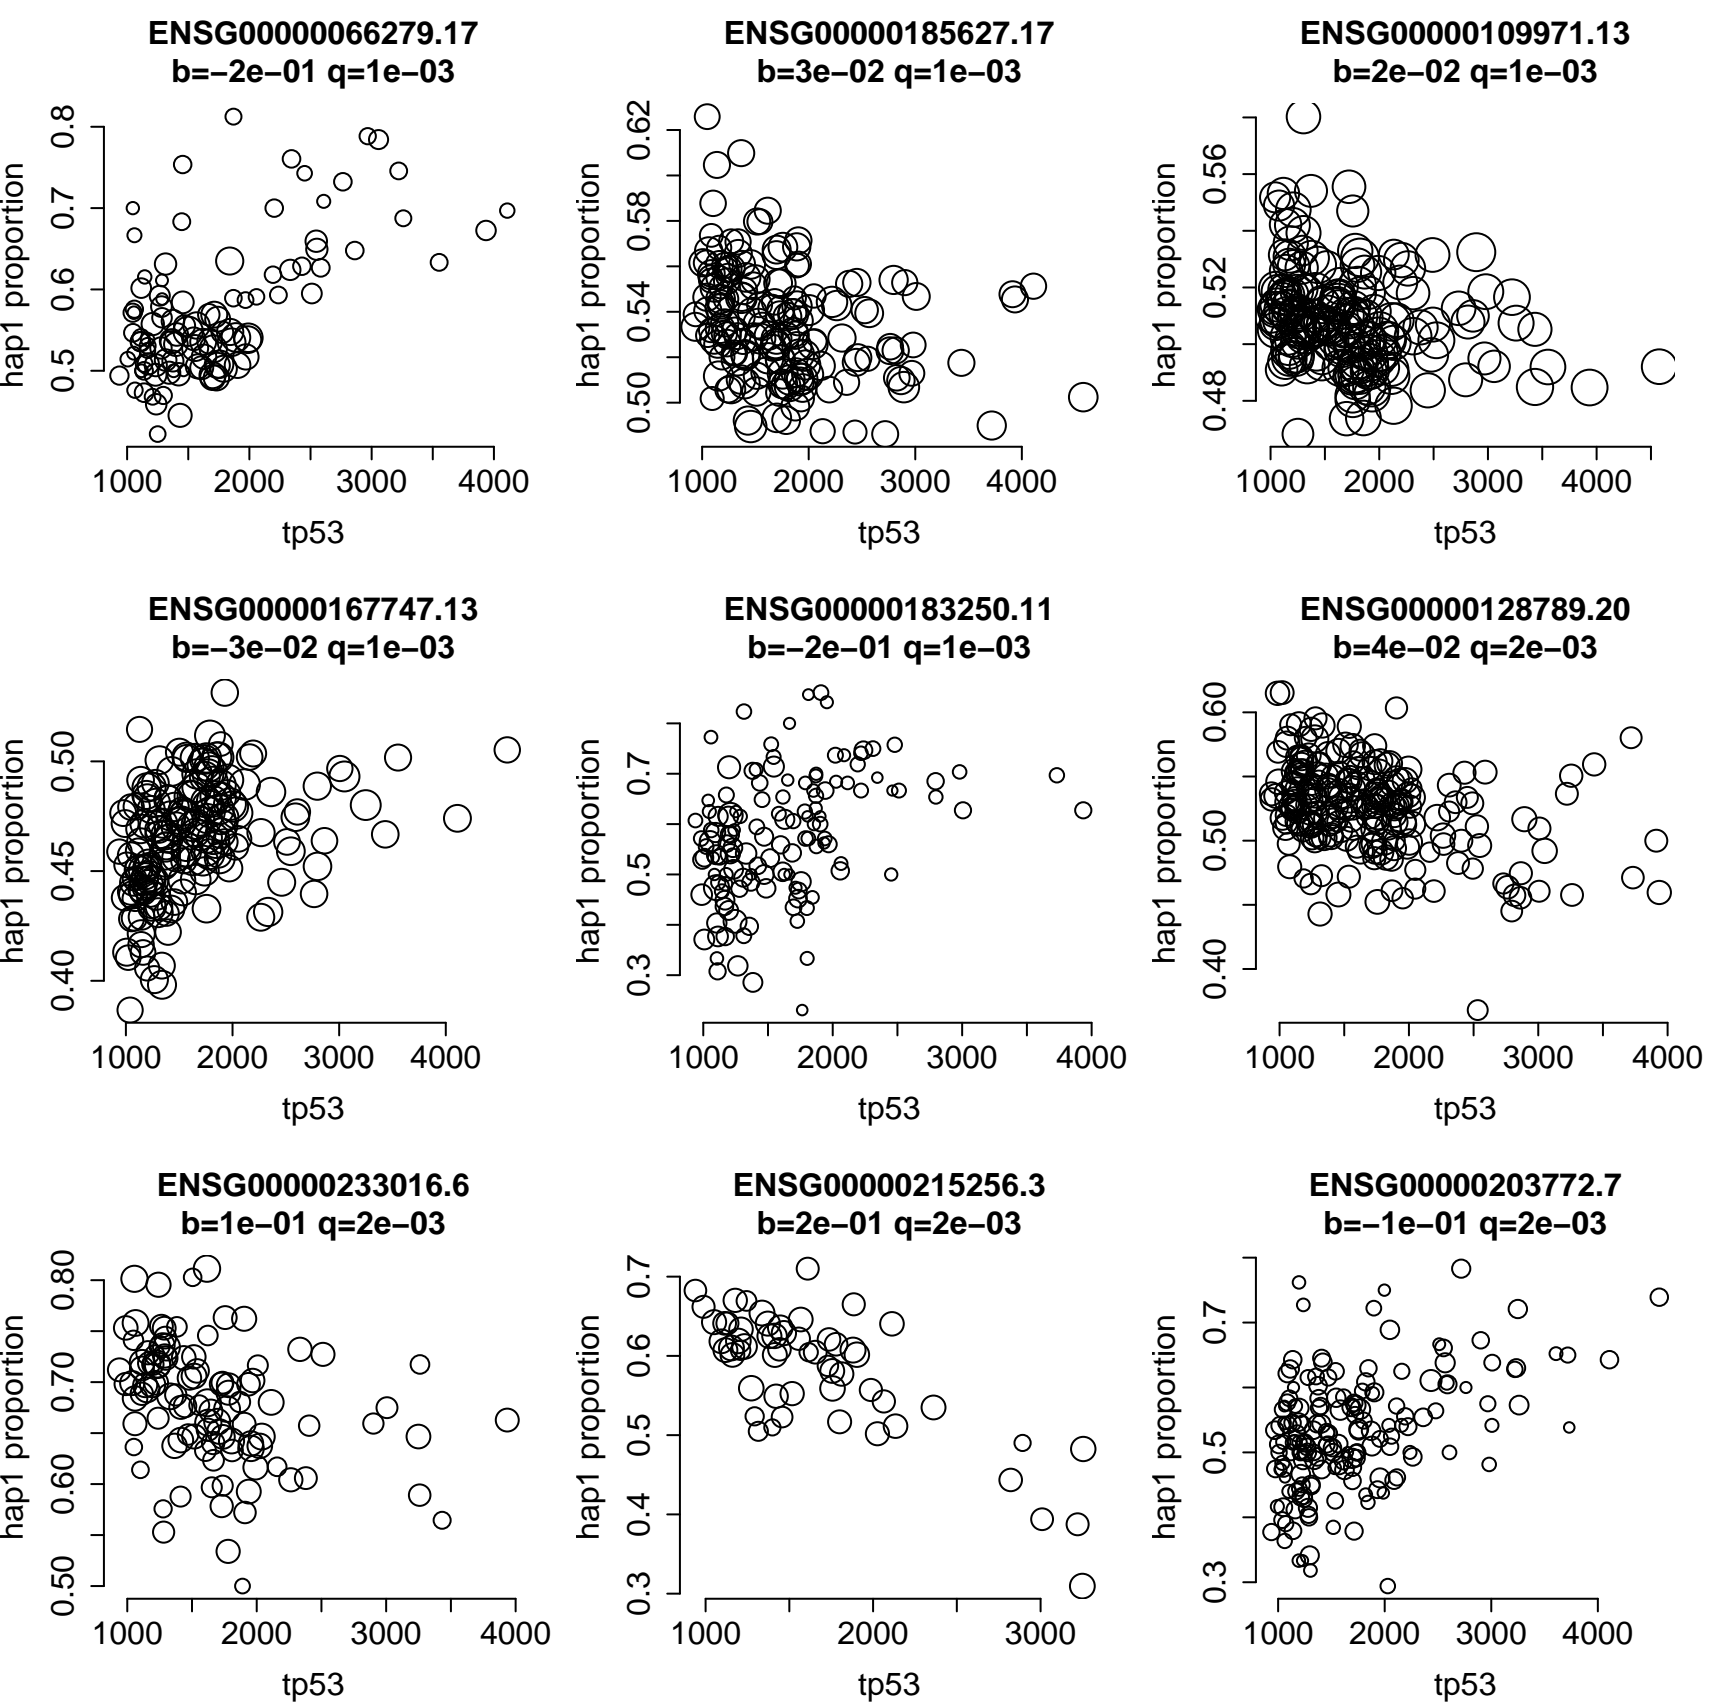 ENSG00000066279.17
b=−2e−01 q=1e−03
hap1 proportion
0.5 0.6 0.7 0.8
1000 2000 3000 4000
tp53
ENSG00000185627.17
b=3e−02 q=1e−03
hap1 proportion
0.50 0.54 0.58 0.62
1000 2000 3000 4000
tp53
ENSG00000109971.13
b=2e−02 q=1e−03
hap1 proportion
0.48 0.52 0.56
1000 2000 3000 4000
tp53
ENSG00000167747.13
b=−3e−02 q=1e−03
hap1 proportion
0.40 0.45 0.50
1000 2000 3000 4000
tp53
ENSG00000183250.11
b=−2e−01 q=1e−03
hap1 proportion
0.3 0.5 0.7
1000 2000 3000 4000
tp53
ENSG00000128789.20
b=4e−02 q=2e−03
hap1 proportion
0.40 0.50 0.60
1000 2000 3000 4000
tp53
ENSG00000233016.6
b=1e−01 q=2e−03
hap1 proportion
0.50 0.60 0.70 0.80
1000 2000 3000 4000
tp53
ENSG00000215256.3
b=2e−01 q=2e−03
hap1 proportion
0.3 0.4 0.5 0.6 0.7
1000 2000 3000
tp53
ENSG00000203772.7
b=−1e−01 q=2e−03
hap1 proportion
0.3 0.5 0.7
1000 2000 3000 4000
tp53